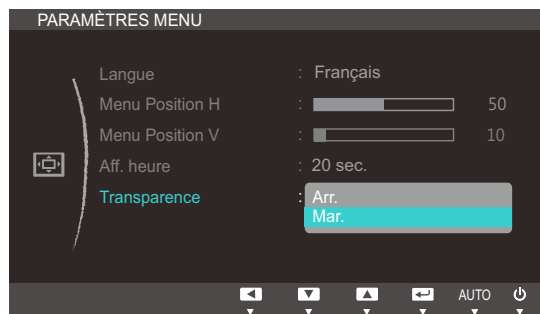 PARAMÈTRES MENU
Langue : Français
Menu Position H : 50
Menu Position V : 10
Aff. heure : 20 sec.
Transparence : Arr.
Mar.
AUTO